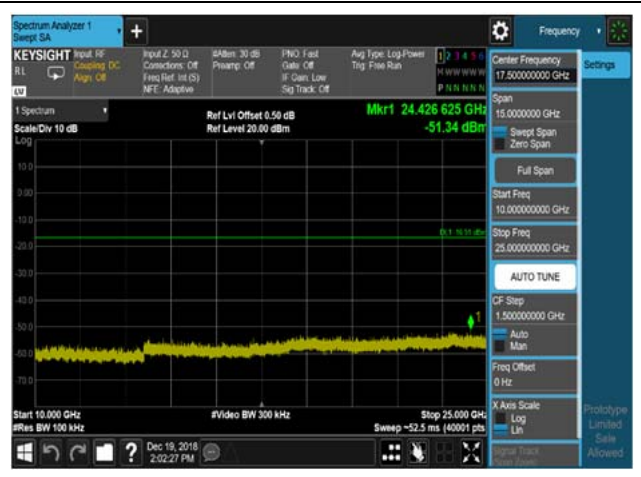 Spectrum Analyzer 1
Swept SA
+
Frequency
KEYSIGHT
RL
Input: RF
Coupling: DC
Align: Off
Input Z: 50 Ω
Corrections: Off
Freq Ref: Int (S)
NFE: Adaptive
#Atten: 30 dB
Preamp: Off
PNO: Fast
Gate: Off
IF Gain: Low
Sig Track: Off
Avg Type: Log-Power
Trig: Free Run
1 2 3 4 5 6
M W W W W W
P N N N N N
1 Spectrum
Scale/Div 10 dB
Log
Ref Lvl Offset 0.50 dB
Ref Level 20.00 dBm
Mkr1 24.426 625 GHz
-51.34 dBm
10.0
0.00
-10.0
-20.0
-30.0
-40.0
-50.0
-60.0
-70.0
1
Start 10.000 GHz
#Res BW 100 kHz
#Video BW 300 kHz
Stop 25.000 GHz
Sweep ~52.5 ms (40001 pts
Dec 19, 2018
2:02:27 PM
?
Center Frequency
17.500000000 GHz
Span
15.0000000 GHz
Swept Span
Zero Span
Full Span
Start Freq
10.000000000 GHz
Stop Freq
25.000000000 GHz
AUTO TUNE
CF Step
1.500000000 GHz
Auto
Man
Freq Offset
0 Hz
X Axis Scale
Log
Lin
Signal Track
(Span Zoom)
Settings
Prototype
Limited
Sale
Allowed